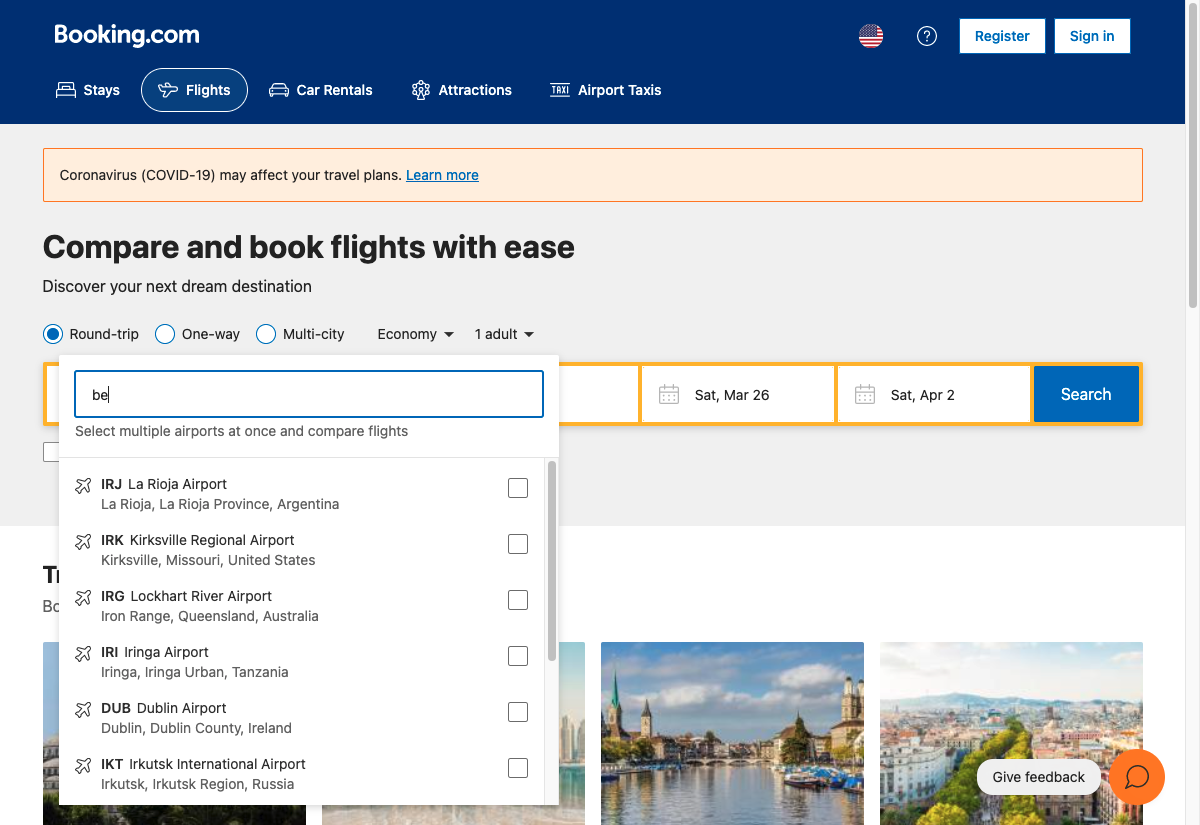 Booking.com
Register
Sign in
Stays
Flights
Car Rentals
Attractions
TAXI
Airport Taxis
Coronavirus (COVID-19) may affect your travel plans. Learn more
Compare and book flights with ease
Discover your next dream destination
Round-trip
One-way
Multi-city
Economy
1 adult
be
Sat, Mar 26
Sat, Apr 2
Search
Select multiple airports at once and compare flights
IRJ La Rioja Airport
La Rioja, La Rioja Province, Argentina
IRK Kirksville Regional Airport
Kirksville, Missouri, United States
IRG Lockhart River Airport
Iron Range, Queensland, Australia
IRI Iringa Airport
Iringa, Iringa Urban, Tanzania
DUB Dublin Airport
Dublin, Dublin County, Ireland
IKT Irkutsk International Airport
Irkutsk, Irkutsk Region, Russia
Give feedback